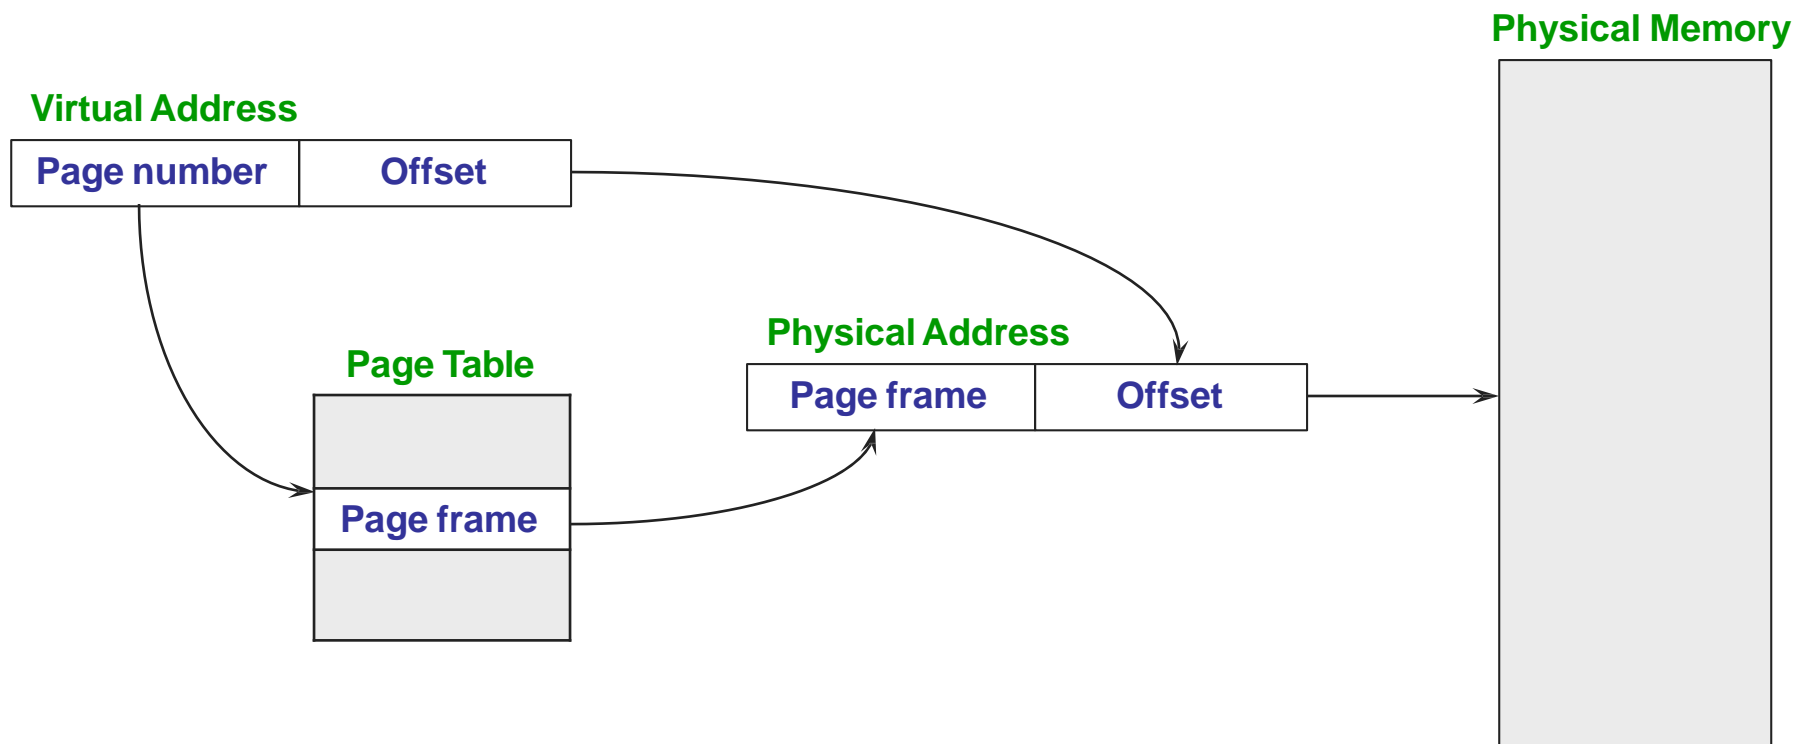 Physical Memory
Virtual Address
Page number
Offset
Physical Address
Page Table
Page frame
Offset
Page frame